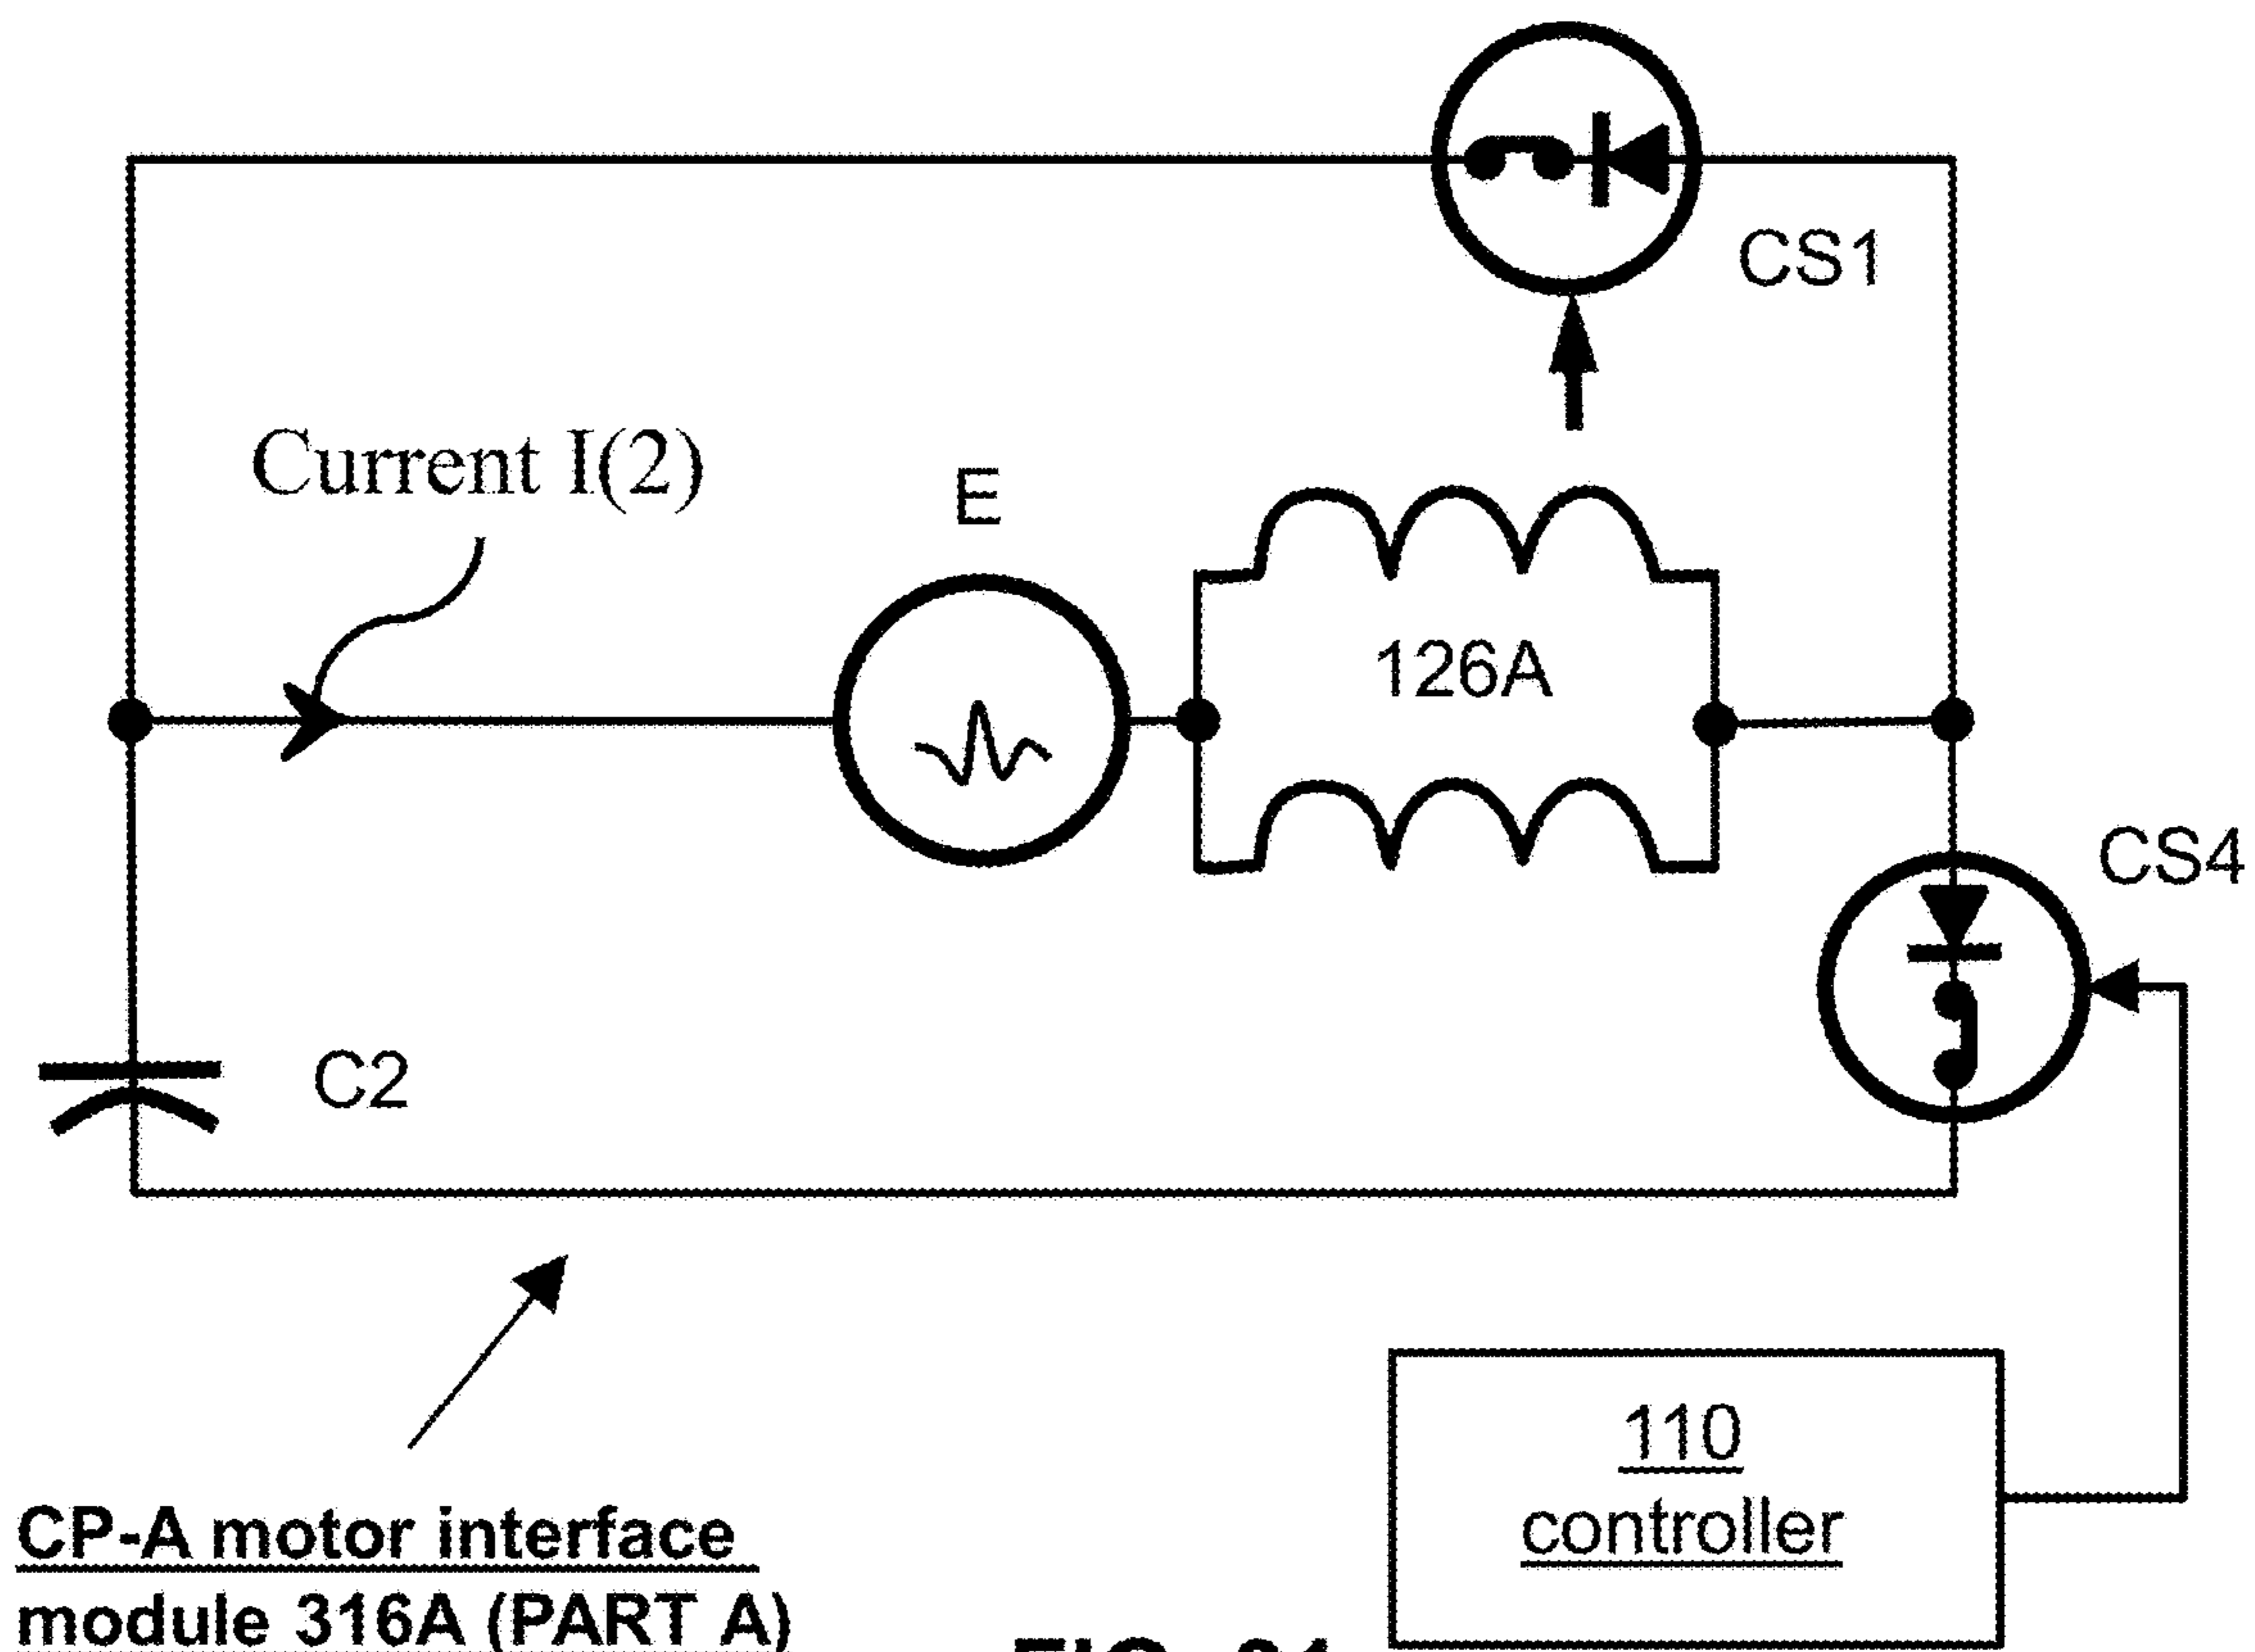 CS1
Current I(2)
E
126A
CS4
C2
110
controller
CP-A motor interface
module 316A (PART A)